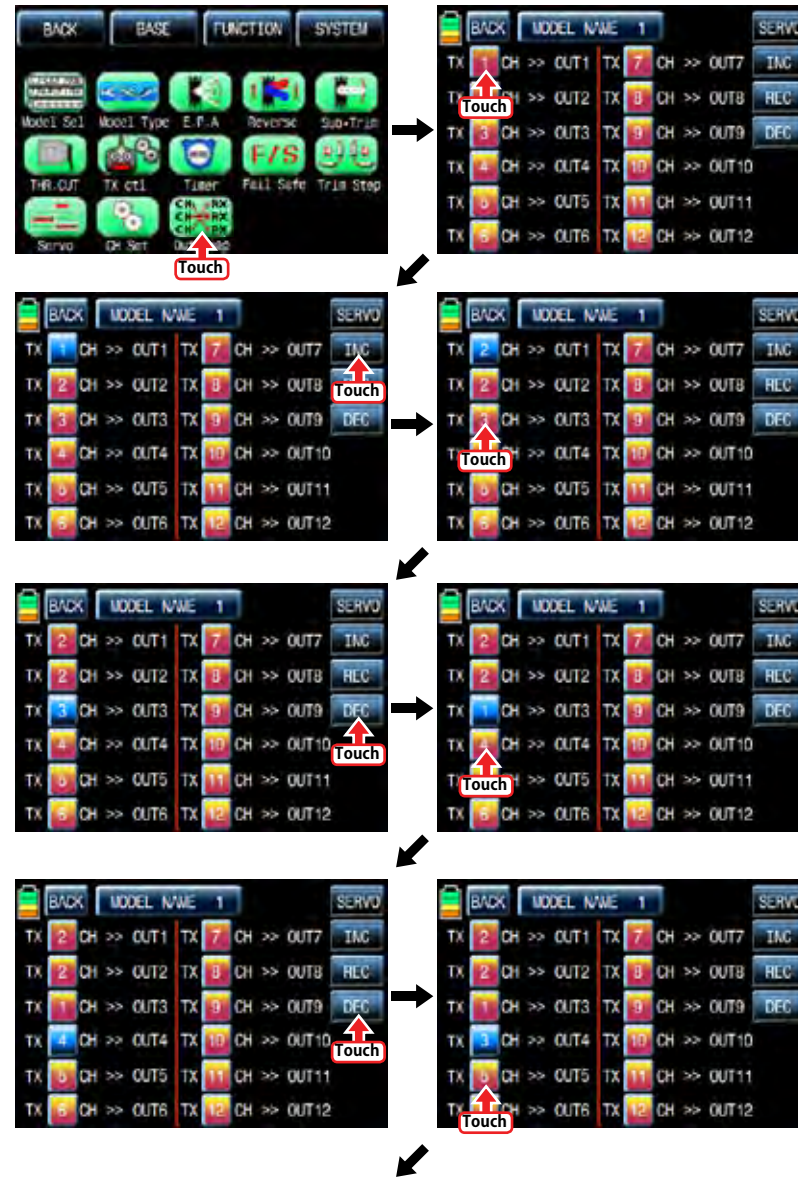 BACK BASE FUNCTION SYSTEM
Model Sel Model Type E.P.A Reverse Sub-Trim
F/S
THR.CUT TX ctl Timer Fail Safe Trim Step
CH RX
CH RX
CH RX
Servo CH Set
Touch
BACK MODEL NAME 1 SERVO
TX 1 CH >> OUT1 TX 7 CH >> OUT7 INC
Touch >> OUT2 TX 8 CH >> OUT8 REC
TX 3 CH >> OUT3 TX 9 CH >> OUT9 DEC
TX 4 CH >> OUT4 TX 10 CH >> OUT10
TX 5 CH >> OUT5 TX 11 CH >> OUT11
TX 6 CH >> OUT6 TX 12 CH >> OUT12
BACK MODEL NAME 1 SERVO
TX 1 CH >> OUT1 TX 7 CH >> OUT7 INC
TX 2 CH >> OUT2 TX 8 CH >> OUT8 Touch
TX 3 CH >> OUT3 TX 9 CH >> OUT9 DEC
TX 4 CH >> OUT4 TX 10 CH >> OUT10
TX 5 CH >> OUT5 TX 11 CH >> OUT11
TX 6 CH >> OUT6 TX 12 CH >> OUT12
BACK MODEL NAME 1 SERVO
TX 2 CH >> OUT1 TX 7 CH >> OUT7 INC
TX 2 CH >> OUT2 TX 8 CH >> OUT8 REC
TX 3 CH >> OUT3 TX 9 CH >> OUT9 DEC
Touch >> OUT4 TX 10 CH >> OUT10
TX 5 CH >> OUT5 TX 11 CH >> OUT11
TX 6 CH >> OUT6 TX 12 CH >> OUT12
BACK MODEL NAME 1 SERVO
TX 2 CH >> OUT1 TX 7 CH >> OUT7 INC
TX 2 CH >> OUT2 TX 8 CH >> OUT8 REC
TX 3 CH >> OUT3 TX 9 CH >> OUT9 DEC
TX 4 CH >> OUT4 TX 10 CH >> OUT10 Touch
TX 5 CH >> OUT5 TX 11 CH >> OUT11
TX 6 CH >> OUT6 TX 12 CH >> OUT12
BACK MODEL NAME 1 SERVO
TX 2 CH >> OUT1 TX 7 CH >> OUT7 INC
TX 2 CH >> OUT2 TX 8 CH >> OUT8 REC
TX 1 CH >> OUT3 TX 9 CH >> OUT9 DEC
TX 4 CH >> OUT4 TX 10 CH >> OUT10
Touch >> OUT5 TX 11 CH >> OUT11
TX 6 CH >> OUT6 TX 12 CH >> OUT12
BACK MODEL NAME 1 SERVO
TX 2 CH >> OUT1 TX 7 CH >> OUT7 INC
TX 2 CH >> OUT2 TX 8 CH >> OUT8 REC
TX 1 CH >> OUT3 TX 9 CH >> OUT9 DEC
TX 4 CH >> OUT4 TX 10 CH >> OUT10 Touch
TX 5 CH >> OUT5 TX 11 CH >> OUT11
TX 6 CH >> OUT6 TX 12 CH >> OUT12
BACK MODEL NAME 1 SERVO
TX 2 CH >> OUT1 TX 7 CH >> OUT7 INC
TX 2 CH >> OUT2 TX 8 CH >> OUT8 REC
TX 1 CH >> OUT3 TX 9 CH >> OUT9 DEC
TX 3 CH >> OUT4 TX 10 CH >> OUT10
TX 5 CH >> OUT5 TX 11 CH >> OUT11
Touch >> OUT6 TX 12 CH >> OUT12